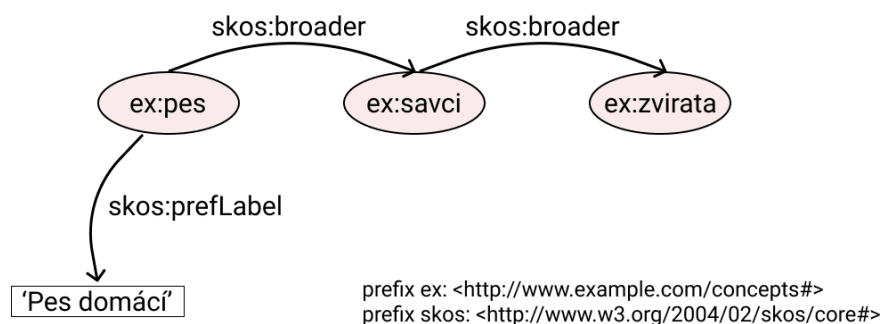 skos:broader
skos:broader
ex:pes
ex:savci
ex:zvirata
skos:prefLabel
‘Pes domácí’
prefix ex: <http://www.example.com/concepts#>
prefix skos: <http://www.w3.org/2004/02/skos/core#>